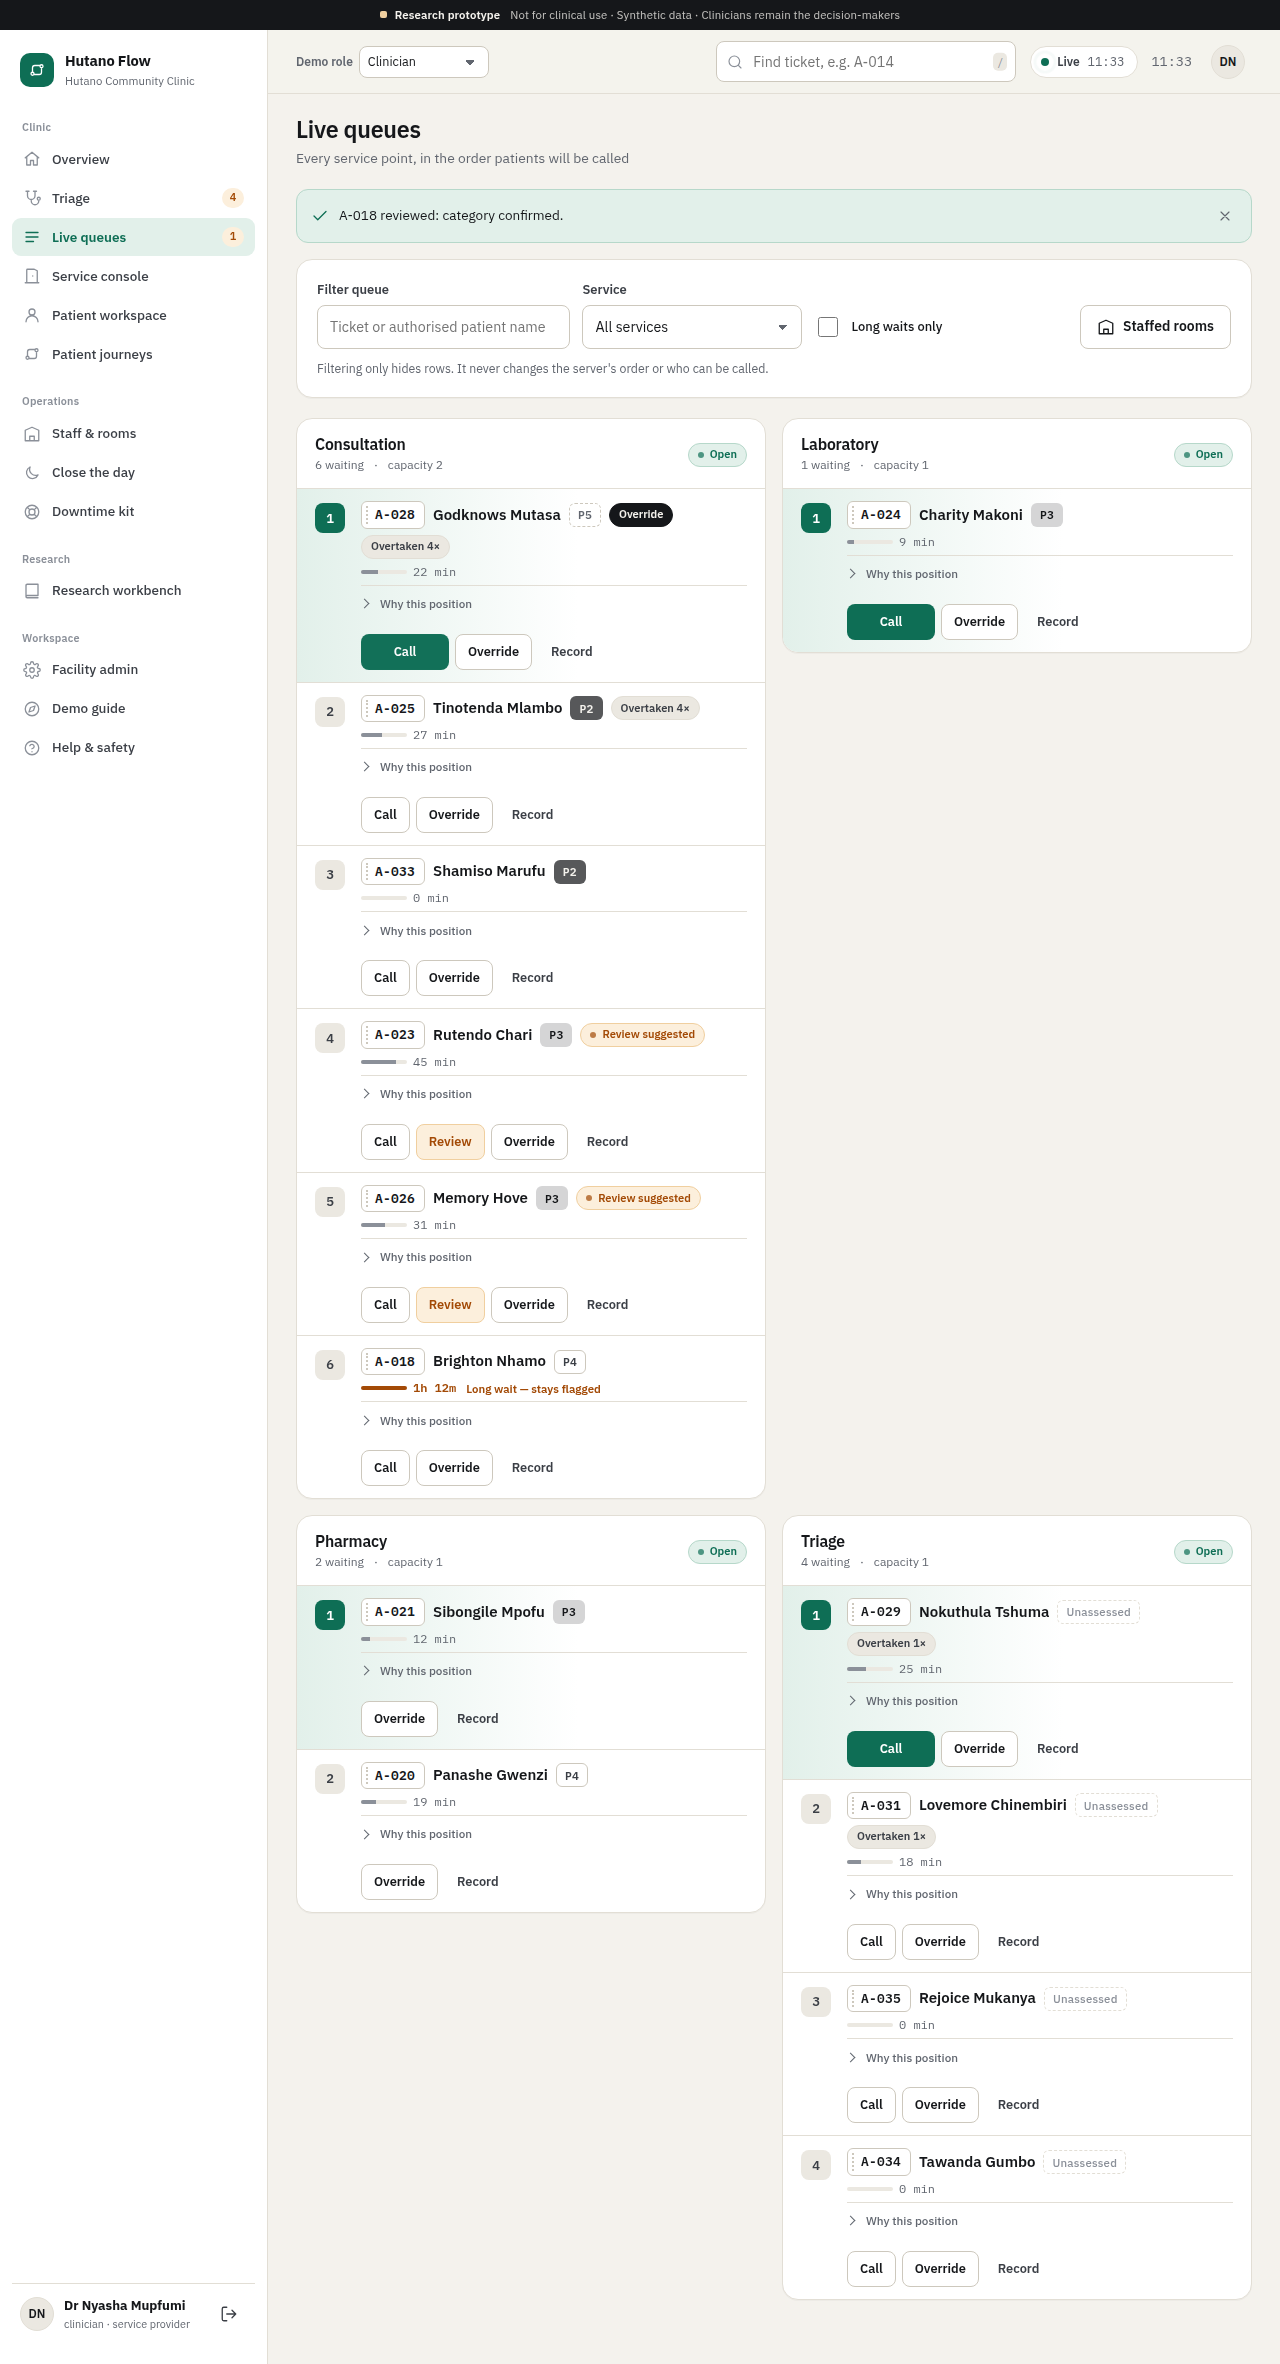 Research prototype Not for clinical use · Synthetic data · Clinicians remain the decision-makers
Hutano Flow
Hutano Community Clinic
Clinic
Overview
Triage 4
Live queues 1
Service console
Patient workspace
Patient journeys
Operations
Staff & rooms
Close the day
Downtime kit
Research
Research workbench
Workspace
Facility admin
Demo guide
Help & safety
DN Dr Nyasha Mupfumi
clinician · service provider
Demo role Clinician Find ticket, e.g. A-014 / Live 11:33 11:33 DN
Live queues
Every service point, in the order patients will be called
A-018 reviewed: category confirmed.
Filter queue Service
Ticket or authorised patient name All services Long waits only Staffed rooms
Filtering only hides rows. It never changes the server's order or who can be called.
Consultation
6 waiting · capacity 2 Open
1 A-028 Godknows Mutasa P5 Override
Overtaken 4×
22 min
Why this position
Call Override Record
2 A-025 Tinotenda Mlambo P2 Overtaken 4×
27 min
Why this position
Call Override Record
3 A-033 Shamiso Marufu P2
0 min
Why this position
Call Override Record
4 A-023 Rutendo Chari P3 Review suggested
45 min
Why this position
Call Review Override Record
5 A-026 Memory Hove P3 Review suggested
31 min
Why this position
Call Review Override Record
6 A-018 Brighton Nhamo P4
1h 12m Long wait — stays flagged
Why this position
Call Override Record
Laboratory
1 waiting · capacity 1 Open
1 A-024 Charity Makoni P3
9 min
Why this position
Call Override Record
Pharmacy
2 waiting · capacity 1 Open
1 A-021 Sibongile Mpofu P3
12 min
Why this position
Override Record
2 A-020 Panashe Gwenzi P4
19 min
Why this position
Override Record
Triage
4 waiting · capacity 1 Open
1 A-029 Nokuthula Tshuma Unassessed
Overtaken 1×
25 min
Why this position
Call Override Record
2 A-031 Lovemore Chinembiri Unassessed
Overtaken 1×
18 min
Why this position
Call Override Record
3 A-035 Rejoice Mukanya Unassessed
0 min
Why this position
Call Override Record
4 A-034 Tawanda Gumbo Unassessed
0 min
Why this position
Call Override Record